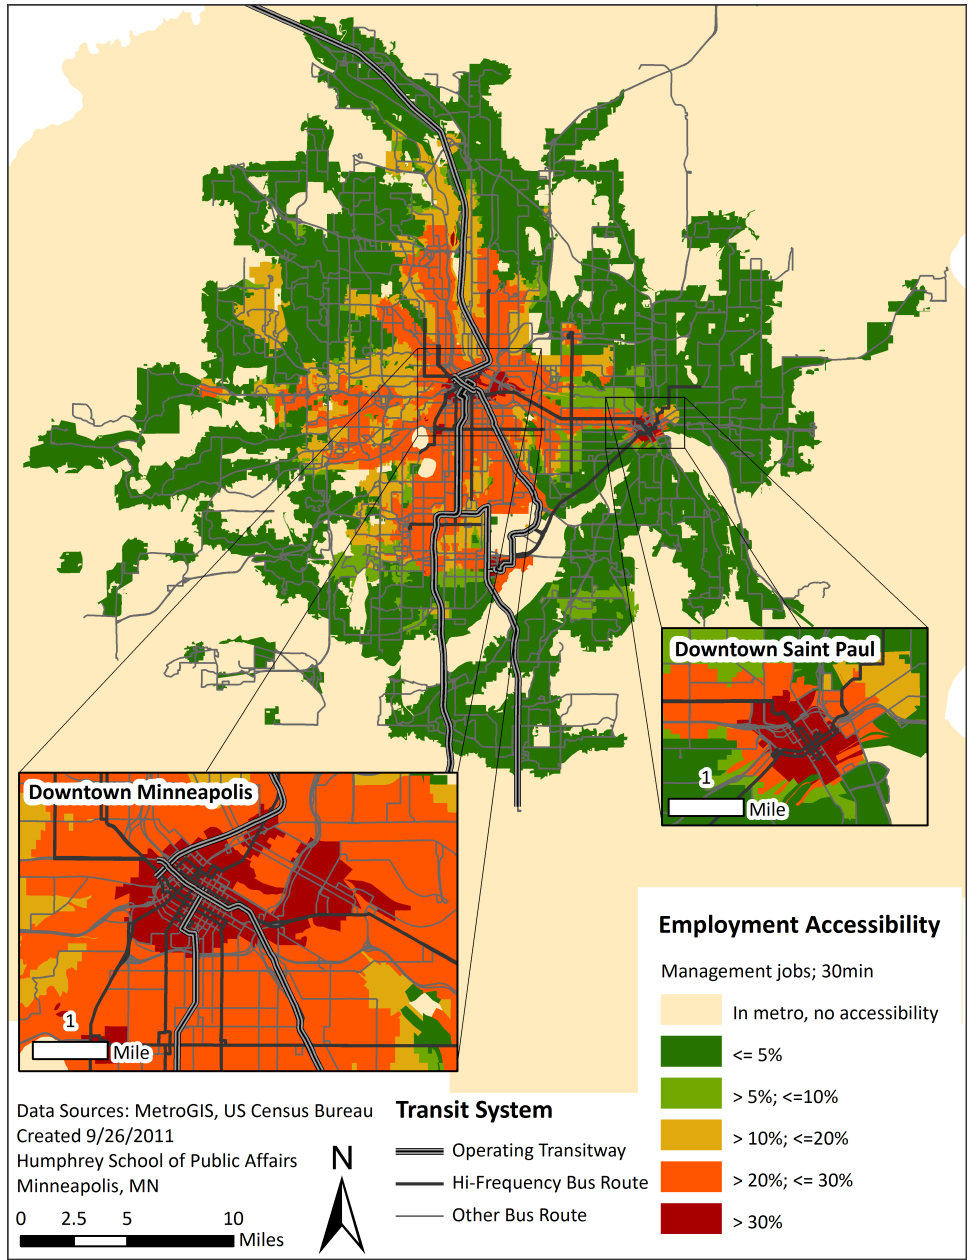 Downtown Saint Paul
1
Mile
Downtown Minneapolis
1
Mile
Employment Accessibility
Management jobs; 30min
In metro, no accessibility
<= 5%
> 5%; <=10%
> 10%; <=20%
> 20%; <= 30%
> 30%
Data Sources: MetroGIS, US Census Bureau
Created 9/26/2011
Humphrey School of Public Affairs
Minneapolis, MN
0 2.5 5 10
Miles
N
Transit System
Operating Transitway
Hi-Frequency Bus Route
Other Bus Route